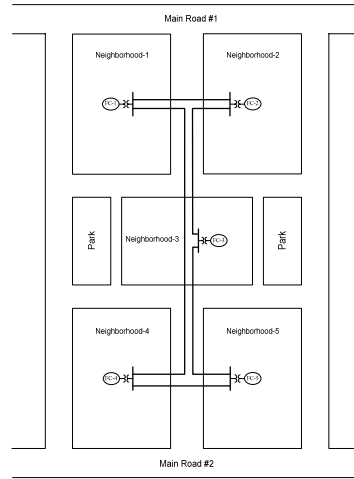 Main Road #1
Neighborhood-1
Neighborhood-2
FC-1
FC-2
Park
Neighborhood-3
FC-3
Park
Neighborhood-4
Neighborhood-5
FC-4
FC-5
Main Road #2